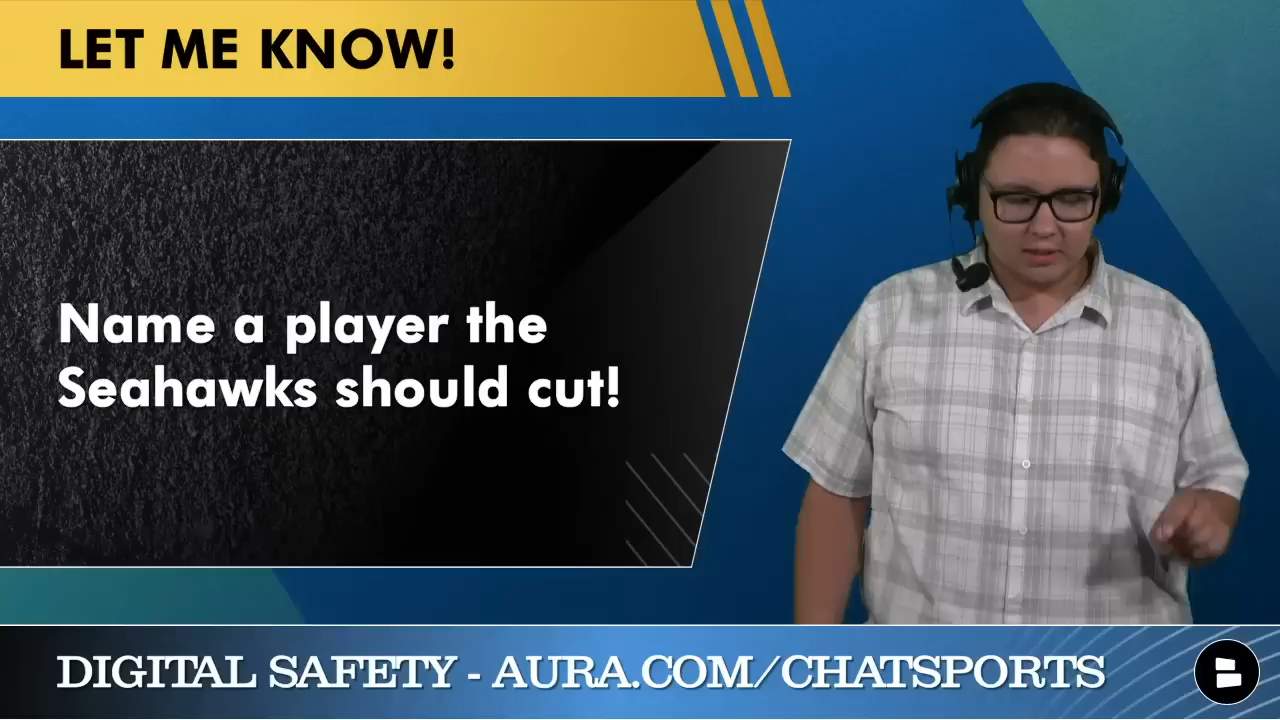 LET ME KNOW!
Name a player the
Seahawks should cut!
DIGITAL SAFETY - AURA.COM/CHATSPORTS